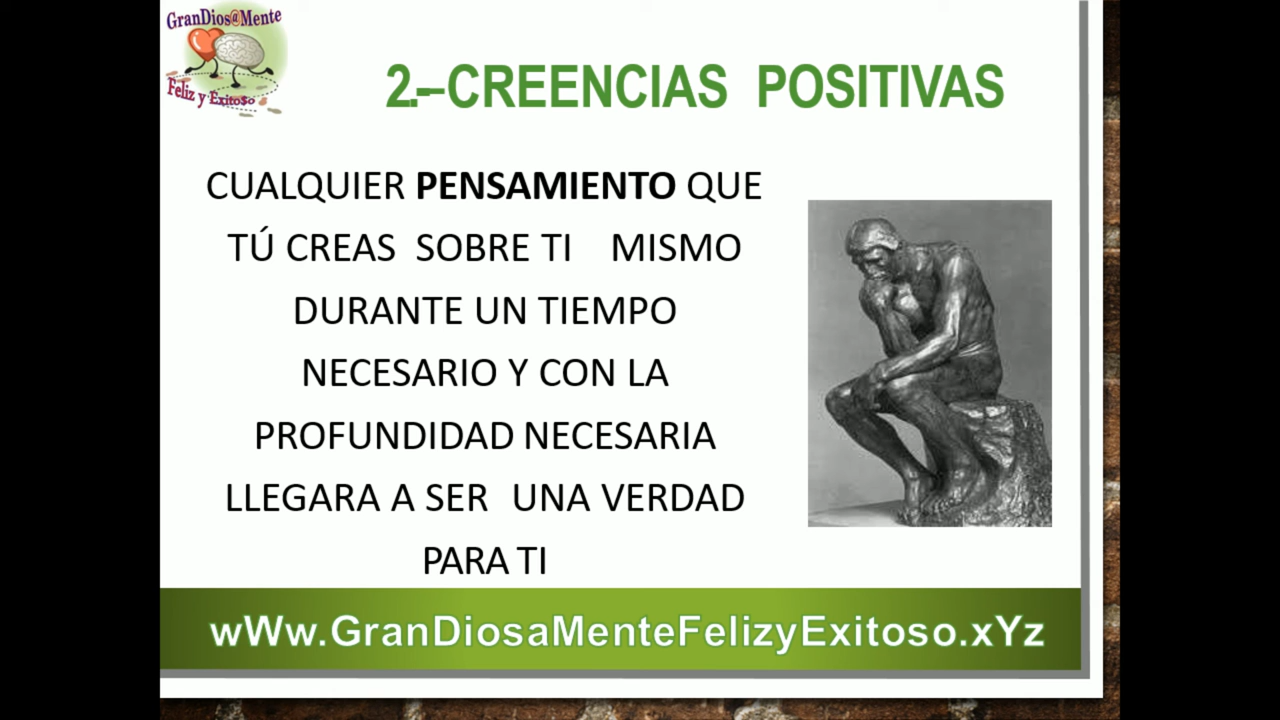 GranDios@Mente
Feliz y Exitoso
2.-–CREENCIAS POSITIVAS
CUALQUIER PENSAMIENTO QUE
TÚ CREAS SOBRE TI MISMO
DURANTE UN TIEMPO
NECESARIO Y CON LA
PROFUNDIDAD NECESARIA
LLEGARA A SER UNA VERDAD
PARA TI
wWw.GranDiosaMenteFelizyExitoso.xYz